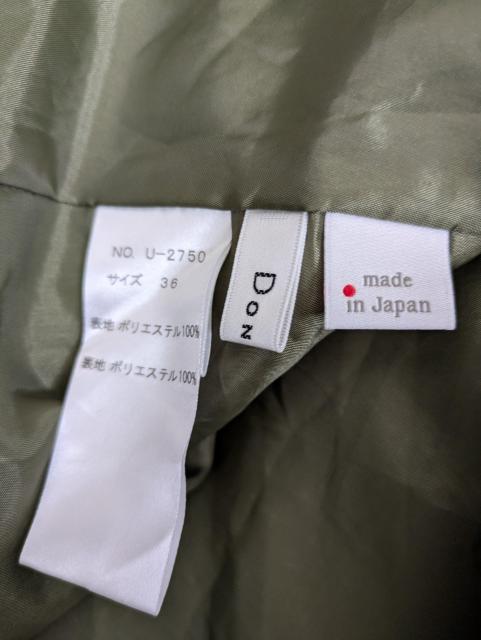 NO. U-2750
サイズ 36
表地 ポリエステル100%
裏地 ポリエステル100%
DON
made
in Japan